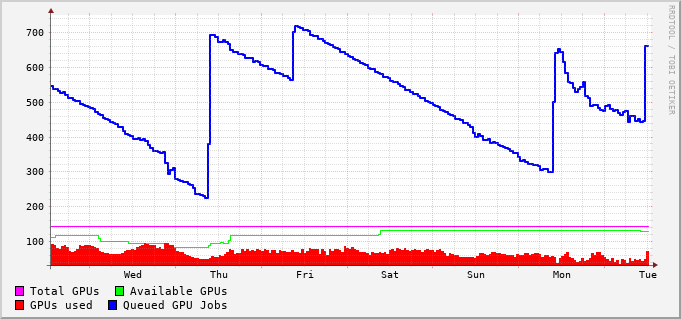 RRDTOOL / TOBI OETIKER
700
600
500
400
300
200
100
Wed Thu Fri Sat Sun Mon Tue
Total GPUs Available GPUs
GPUs used Queued GPU Jobs